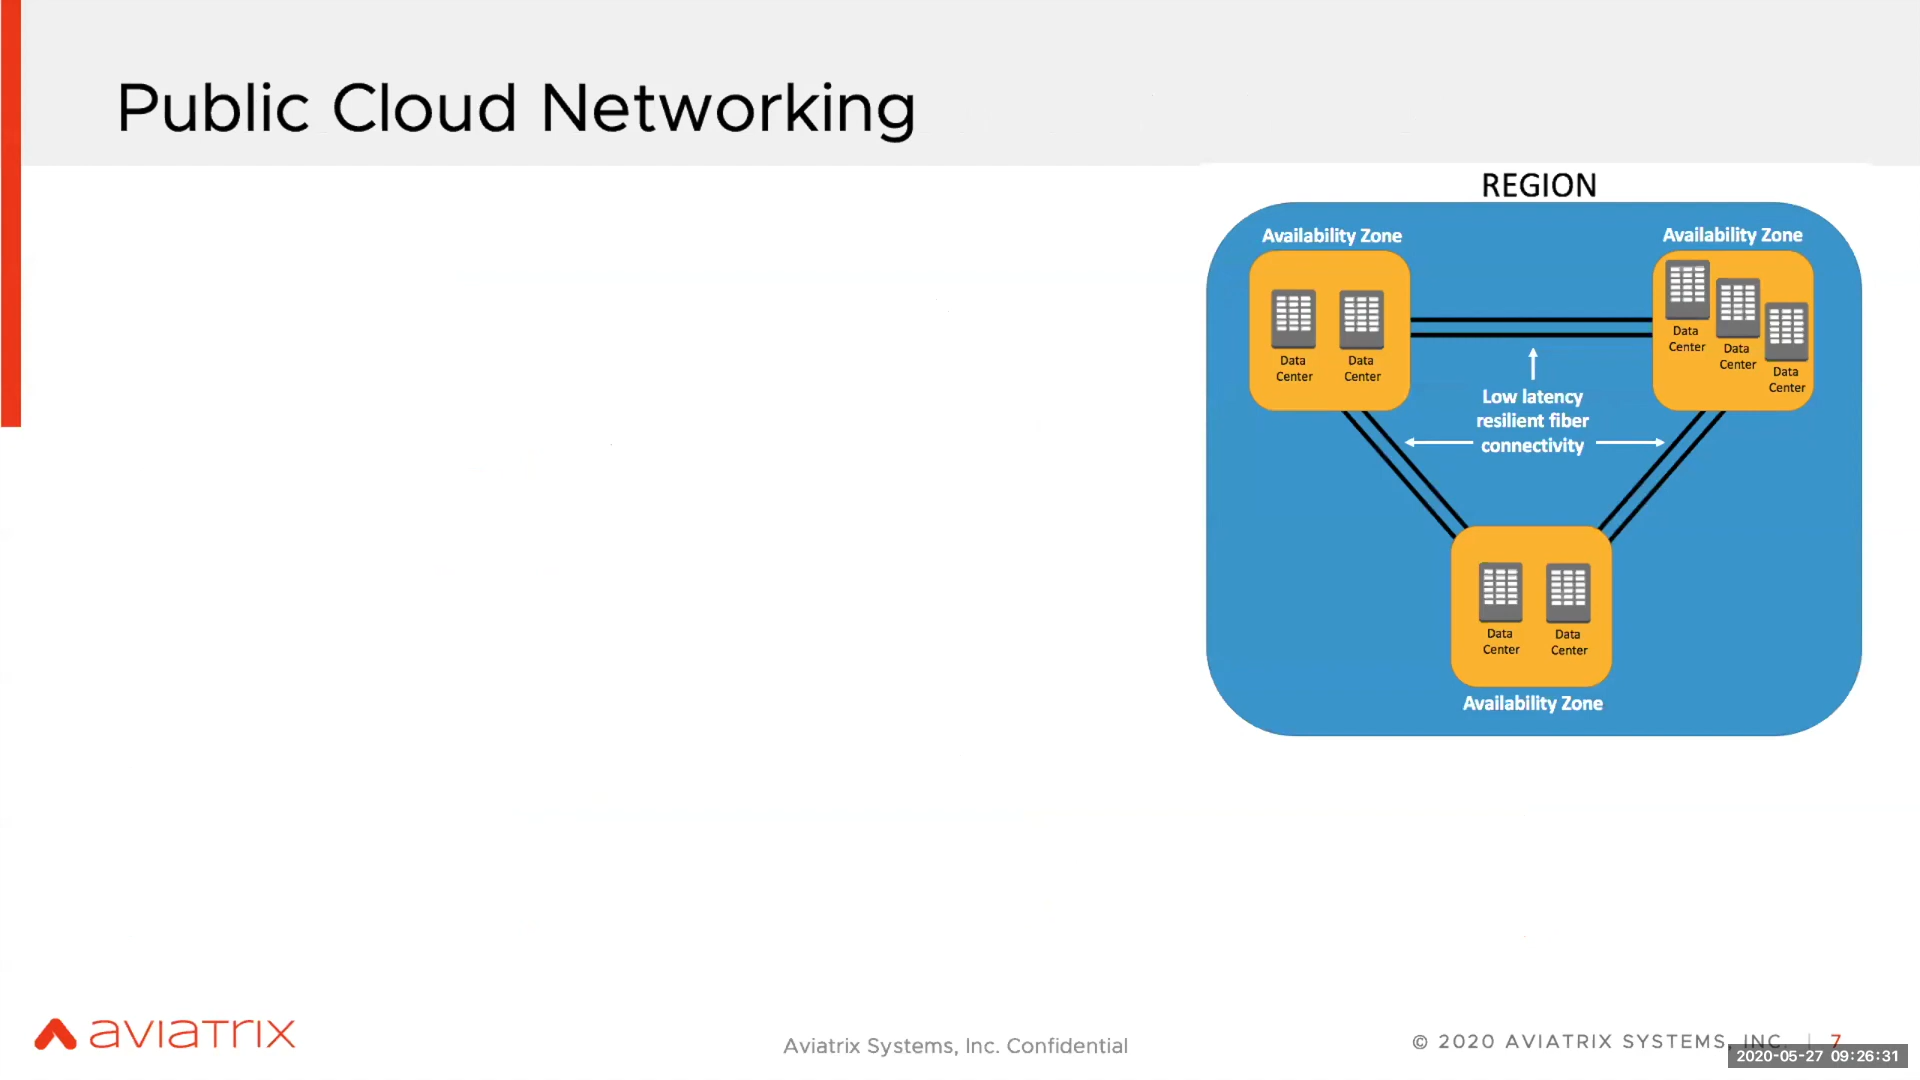 Public Cloud Networking
REGION
Availability Zone
Availability Zone
Data
Center
Data
Center
Data
Center
Data
Center
Data
Center
Low latency
resilient fiber
connectivity
Data
Center
Data
Center
Availability Zone
aviatrix
Aviatrix Systems, Inc. Confidential
© 2020 AVIATRIX SYSTEMS, INC. | 7
2020-05-27 09:26:31